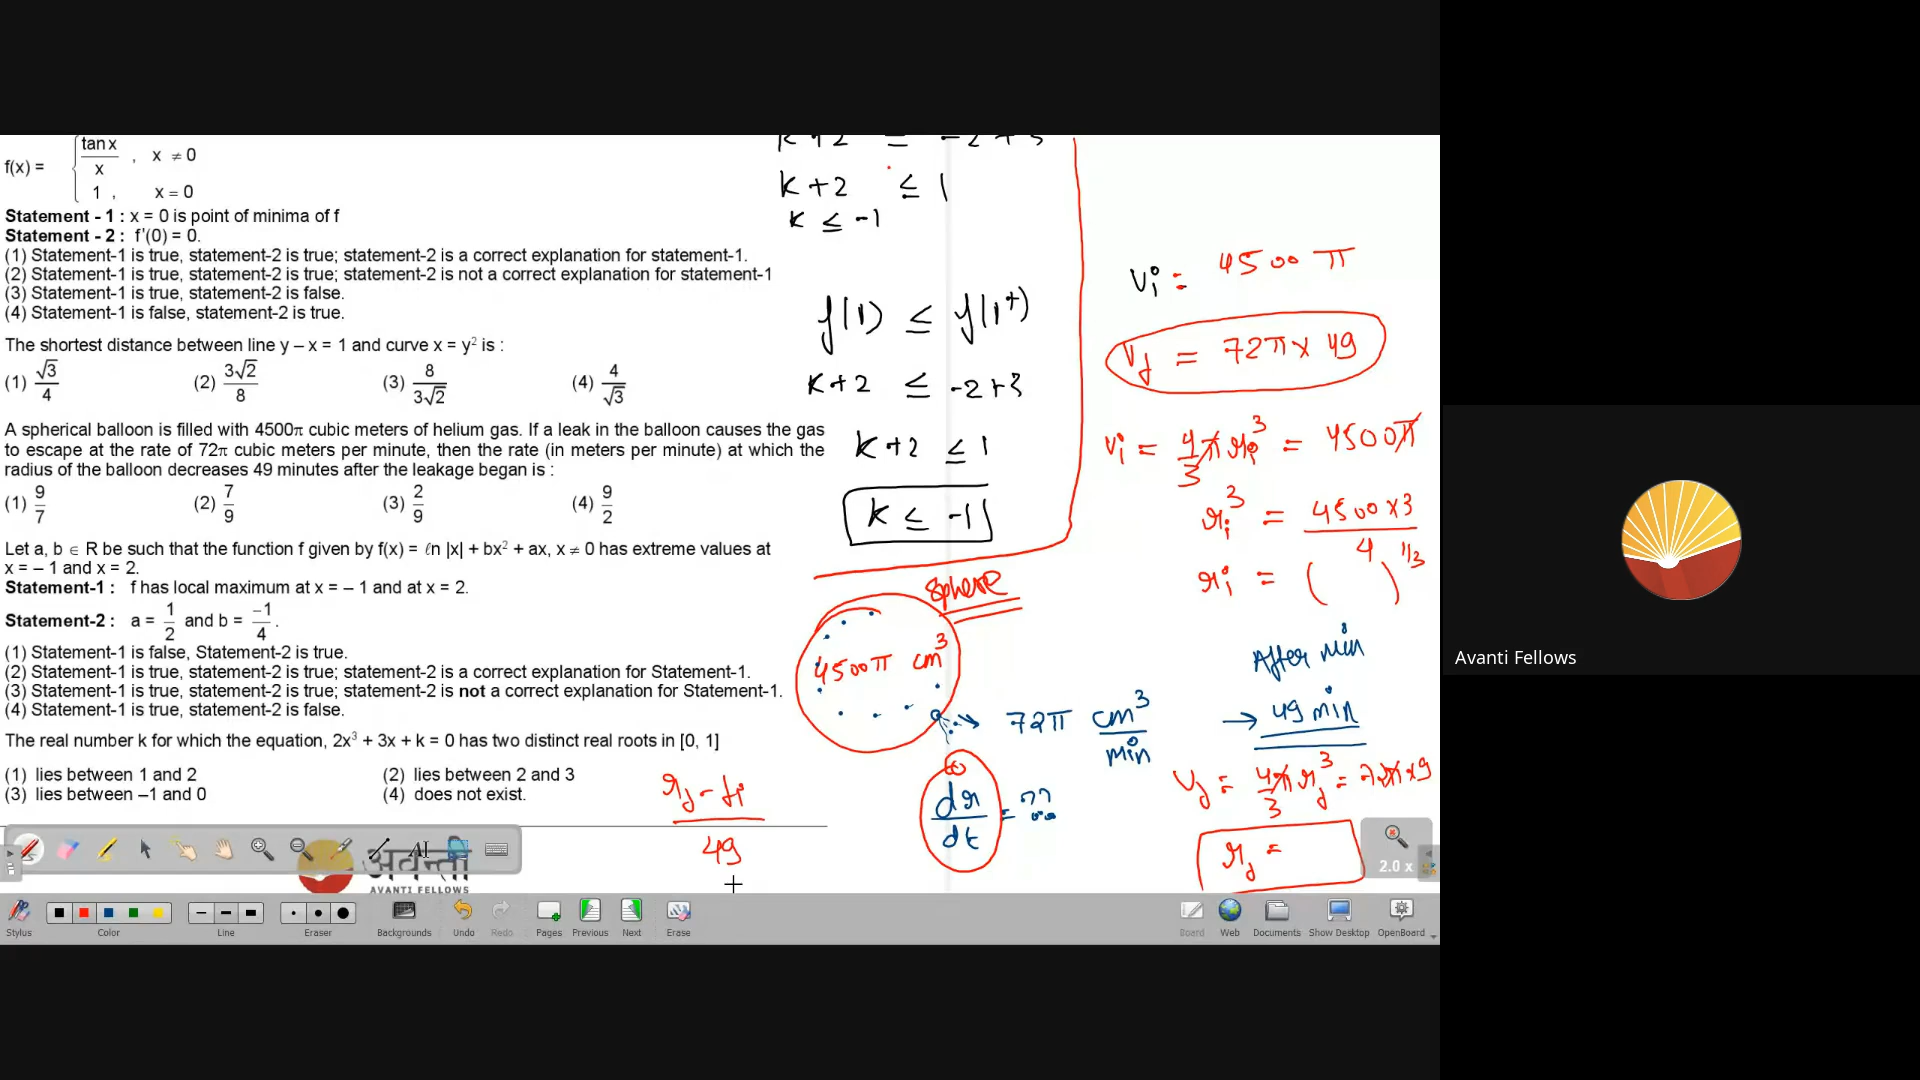 f(x) = { tan x / x , x ≠ 0
1 , x = 0
Statement - 1 : x = 0 is point of minima of f
Statement - 2 : f'(0) = 0.
(1) Statement-1 is true, statement-2 is true; statement-2 is a correct explanation for statement-1.
(2) Statement-1 is true, statement-2 is true; statement-2 is not a correct explanation for statement-1
(3) Statement-1 is true, statement-2 is false.
(4) Statement-1 is false, statement-2 is true.
The shortest distance between line y – x = 1 and curve x = y² is :
(1) √3/4 (2) 3√2/8 (3) 8/3√2 (4) 4/√3
A spherical balloon is filled with 4500π cubic meters of helium gas. If a leak in the balloon causes the gas
to escape at the rate of 72π cubic meters per minute, then the rate (in meters per minute) at which the
radius of the balloon decreases 49 minutes after the leakage began is :
(1) 9/7 (2) 7/9 (3) 2/9 (4) 9/2
Let a, b ∈ R be such that the function f given by f(x) = ℓn |x| + bx² + ax, x ≠ 0 has extreme values at
x = – 1 and x = 2.
Statement-1 : f has local maximum at x = – 1 and at x = 2.
Statement-2 : a = 1/2 and b = -1/4 .
(1) Statement-1 is false, Statement-2 is true.
(2) Statement-1 is true, statement-2 is true; statement-2 is a correct explanation for Statement-1.
(3) Statement-1 is true, statement-2 is true; statement-2 is not a correct explanation for Statement-1.
(4) Statement-1 is true, statement-2 is false.
The real number k for which the equation, 2x³ + 3x + k = 0 has two distinct real roots in [0, 1]
(1) lies between 1 and 2 (2) lies between 2 and 3
(3) lies between –1 and 0 (4) does not exist.
अवन्ती
AVANTI FELLOWS
k+2 ≤ 1
k ≤ -1
f(1) ≤ f(1⁺)
k+2 ≤ -2+3
k+2 ≤ 1
k ≤ -1
sphere
4500π cm³
72π cm³/min
dr/dt = ??
49
Vi = 4500 π
Vf = 72π × 49
Vi = 4/3 π ri³ = 4500π
ri³ = 4500×3 / 4
ri = ( )^1/3
After min
→ 49 min
rf =
2.0 x
Stylus Color Line Eraser Backgrounds Undo Redo Pages Previous Next Erase Board Web Documents Show Desktop OpenBoard
Avanti Fellows